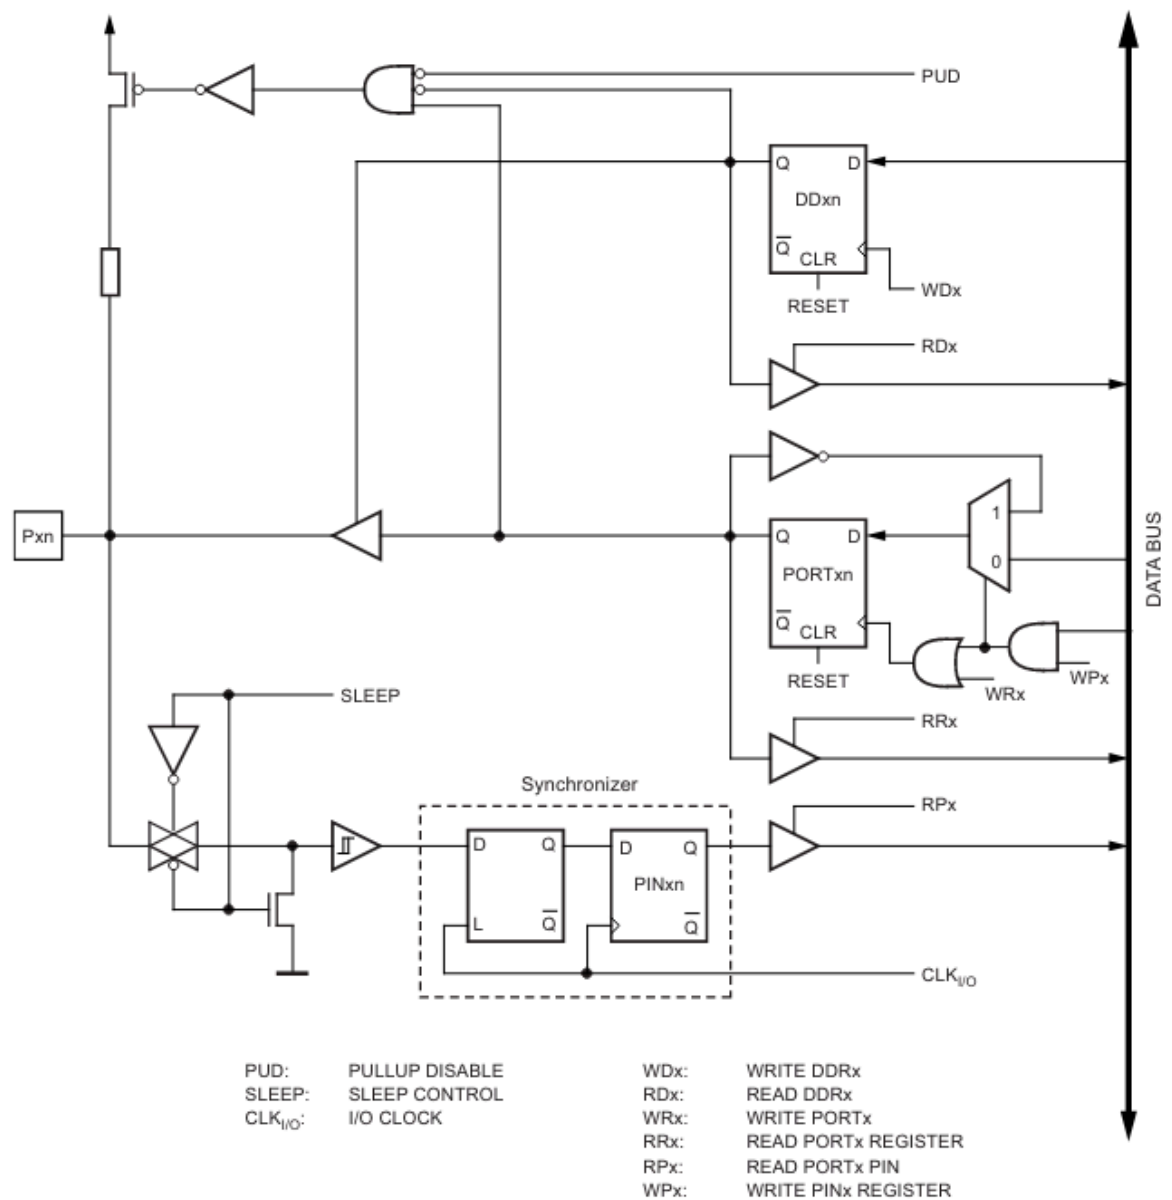 PUD
Q D
DDxn
Q
CLR
RESET
WDx
RDx
1
Pxn
Q D
0
PORTxn
Q
CLR
RESET
WRx
WPx
DATA BUS
SLEEP
RRx
Synchronizer
RPx
D Q
D Q
PINxn
L Q
Q
CLKI/O
PUD: PULLUP DISABLE
SLEEP: SLEEP CONTROL
CLKI/O: I/O CLOCK
WDx: WRITE DDRx
RDx: READ DDRx
WRx: WRITE PORTx
RRx: READ PORTx REGISTER
RPx: READ PORTx PIN
WPx: WRITE PINx REGISTER